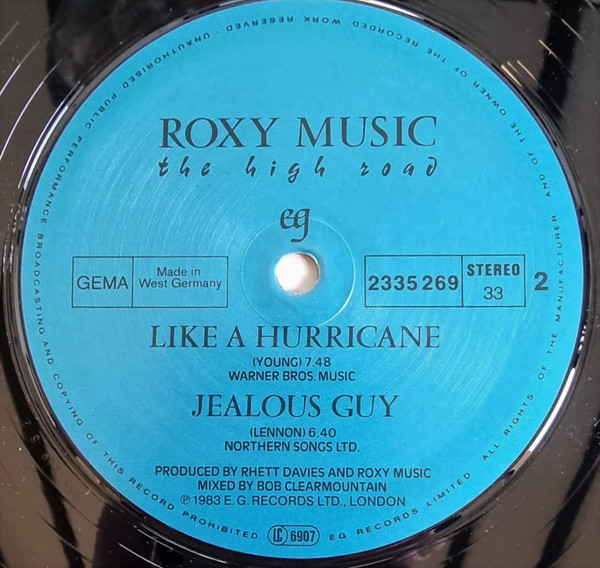 ROXY MUSIC
the high road
eg
GEMA
Made in
West Germany
2335 269
STEREO
33
2
LIKE A HURRICANE
(YOUNG) 7.48
WARNER BROS. MUSIC
JEALOUS GUY
(LENNON) 6.40
NORTHERN SONGS LTD.
PRODUCED BY RHETT DAVIES AND ROXY MUSIC
MIXED BY BOB CLEARMOUNTAIN
℗ 1983 E.G. RECORDS LTD., LONDON
LC 6907
EG RECORDS LIMITED ALL RIGHTS OF THE MANUFACTURER AND OF THE OWNER OF THE RECORDED WORK RESERVED · UNAUTHORISED PUBLIC PERFORMANCE BROADCASTING AND COPYING OF THIS RECORD PROHIBITED